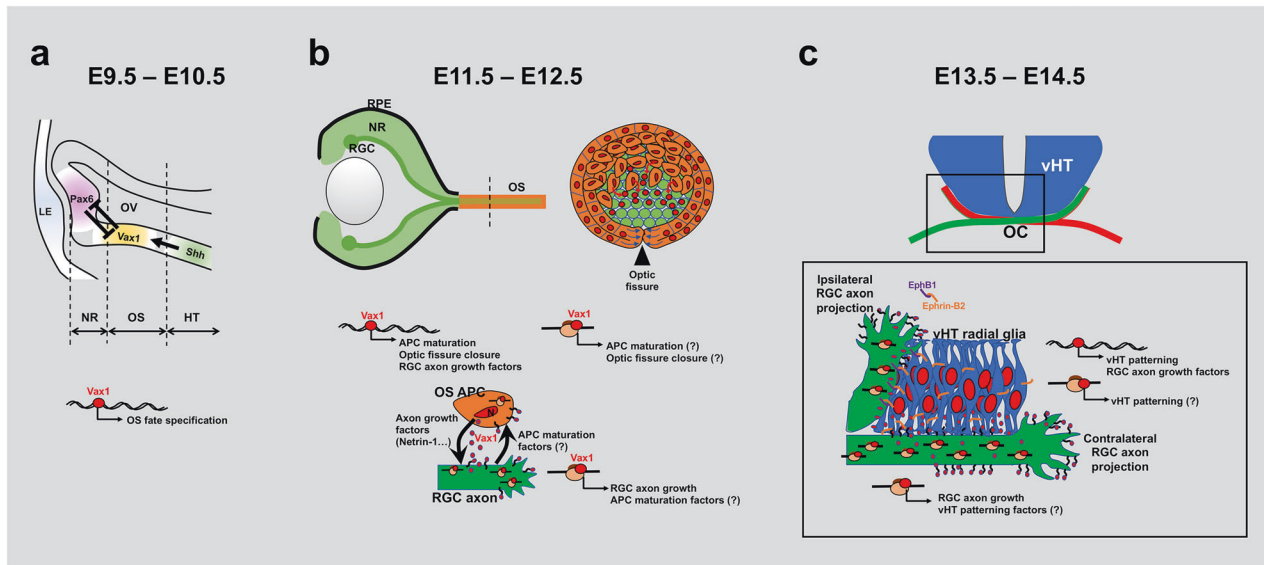 a
E9.5 – E10.5
LE
Pax6
OV
Vax1
Shh
NR
OS
HT
Vax1
OS fate specification
b
E11.5 – E12.5
RPE
NR
RGC
OS
Optic
fissure
Vax1
APC maturation
Optic fissure closure
RGC axon growth factors
Vax1
APC maturation (?)
Optic fissure closure (?)
OS APC
N
Axon growth
factors
(Netrin-1...)
Vax1
APC maturation
factors (?)
RGC axon
Vax1
RGC axon growth
APC maturation factors (?)
c
E13.5 – E14.5
vHT
OC
Ipsilateral
RGC axon
projection
EphB1
Ephrin-B2
vHT radial glia
vHT patterning
RGC axon growth factors
vHT patterning (?)
Contralateral
RGC axon
projection
RGC axon growth
vHT patterning factors (?)